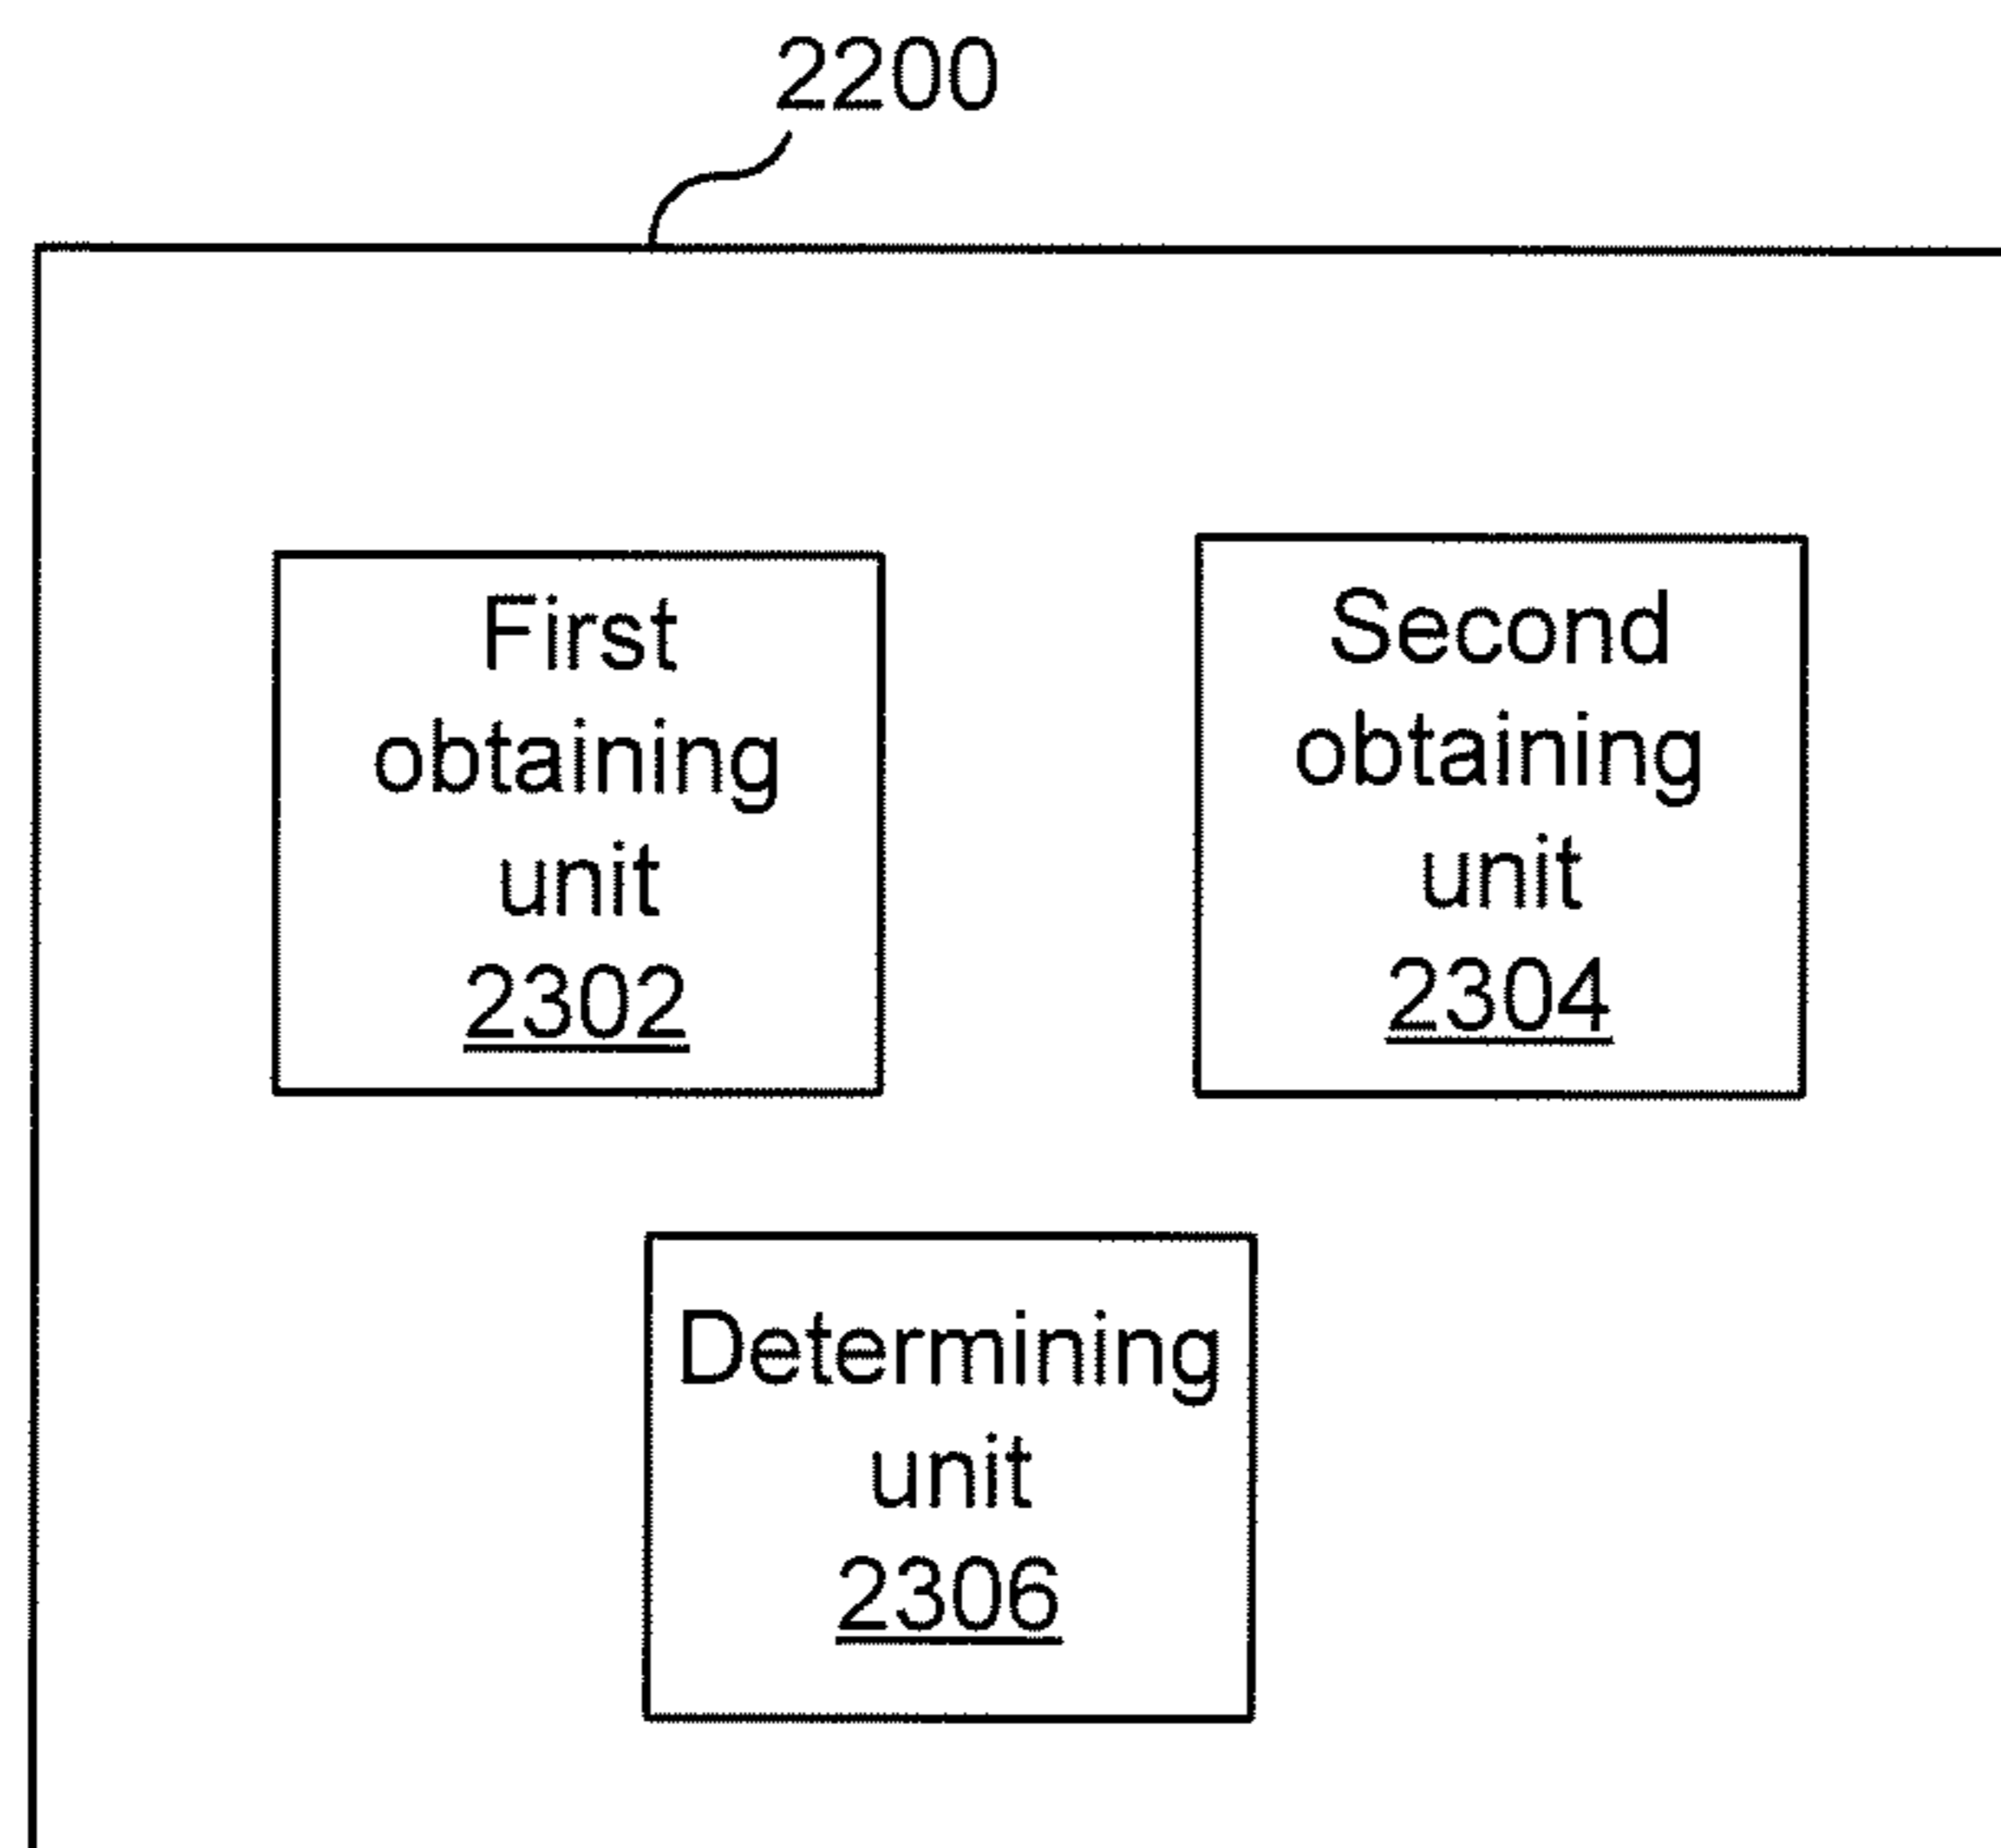 2200
First
obtaining
unit
2302
Second
obtaining
unit
2304
Determining
unit
2306